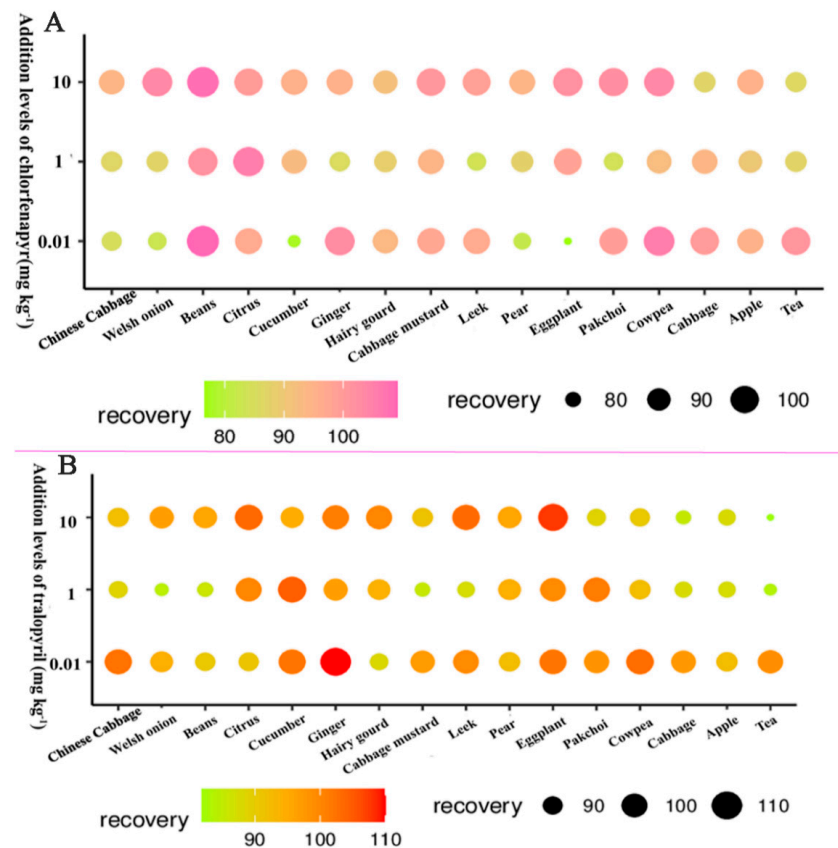 A
Addition levels of chlorfenapyr(mg kg⁻¹)
10
1
0.01
Chinese Cabbage
Welsh onion
Beans
Citrus
Cucumber
Ginger
Hairy gourd
Cabbage mustard
Leek
Pear
Eggplant
Pakchoi
Cowpea
Cabbage
Apple
Tea
recovery
80 90 100
recovery 80 90 100
B
Addition levels of tralopyril (mg kg⁻¹)
10
1
0.01
Chinese Cabbage
Welsh onion
Beans
Citrus
Cucumber
Ginger
Hairy gourd
Cabbage mustard
Leek
Pear
Eggplant
Pakchoi
Cowpea
Cabbage
Apple
Tea
recovery
90 100 110
recovery 90 100 110